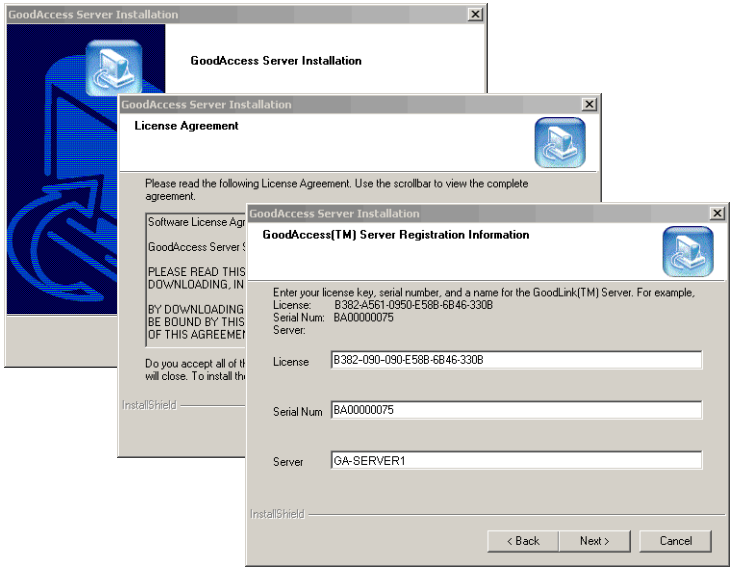 GoodAccess Server Installation
GoodAccess Server Installation
GoodAccess Server Installation
License Agreement
Please read the following License Agreement. Use the scrollbar to view the complete
agreement.
Software License Agr
GoodAccess Server S
PLEASE READ THIS
DOWNLOADING, IN
BY DOWNLOADING
BE BOUND BY THIS
OF THIS AGREEMEN
Do you accept all of th
will close. To install the
InstallShield
GoodAccess Server Installation
GoodAccess(TM) Server Registration Information
Enter your license key, serial number, and a name for the GoodLink(TM) Server. For example,
License: B382-A561-0950-E58B-6B46-330B
Serial Num: BA00000075
Server:
License B382-090-090-E58B-6B46-330B
Serial Num BA00000075
Server GA-SERVER1
InstallShield
< Back Next > Cancel